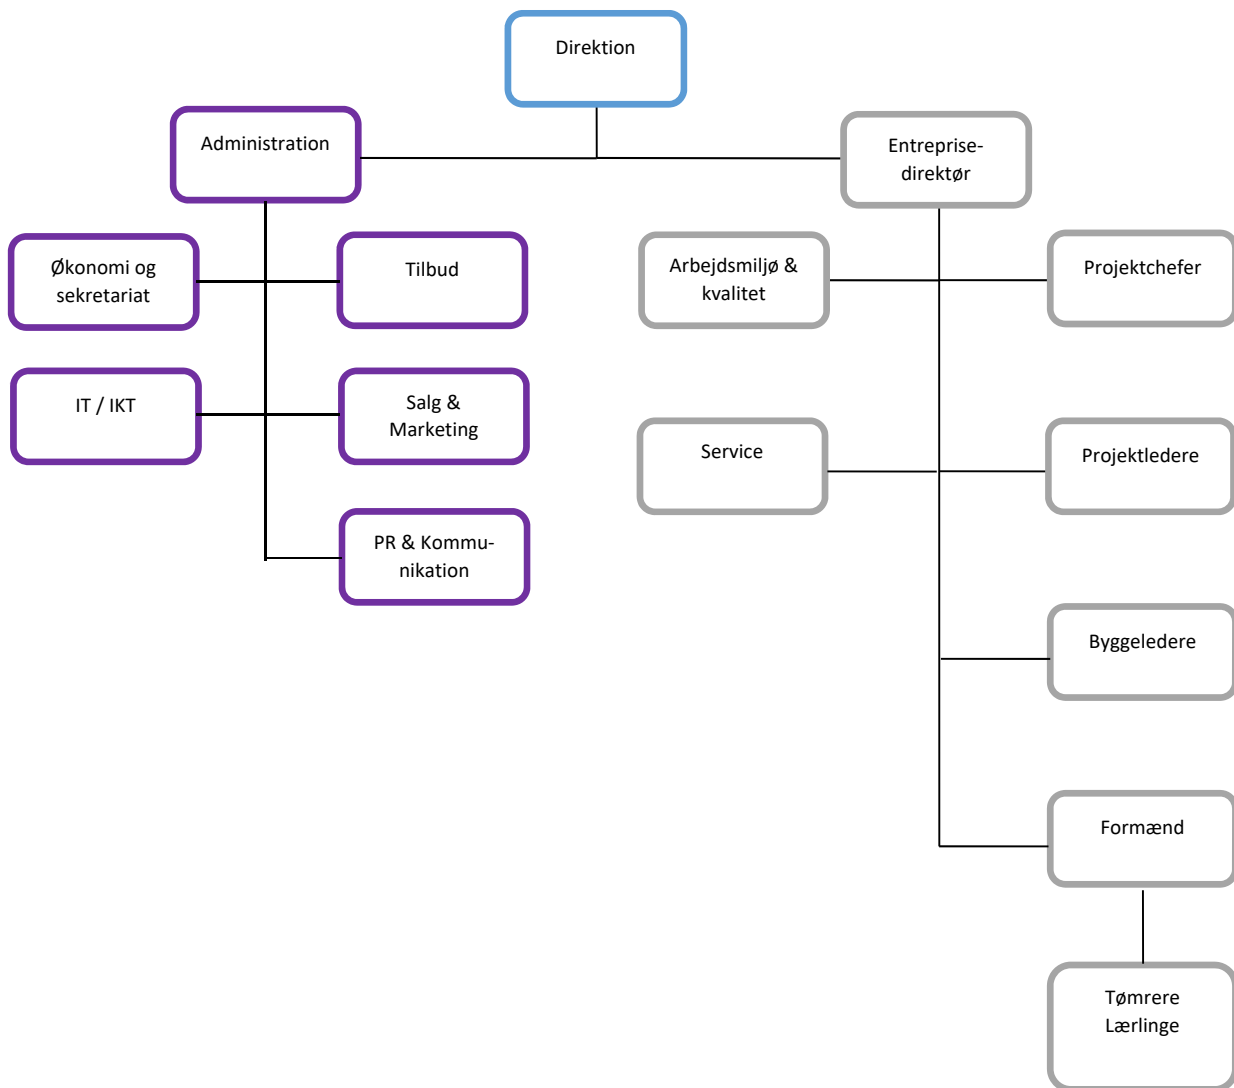 Direktion
Administration
Entreprise-
direktør
Økonomi og
sekretariat
Tilbud
Arbejdsmiljø &
kvalitet
Projektchefer
IT / IKT
Salg &
Marketing
Service
Projektledere
PR & Kommu-
nikation
Byggeledere
Formænd
Tømrere
Lærlinge